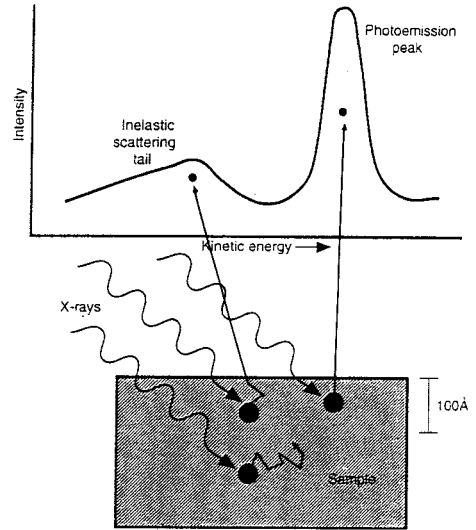 Photoemission
peak
Intensity
Inelastic
scattering
tail
Kinetic energy
X-rays
100Å
Sample